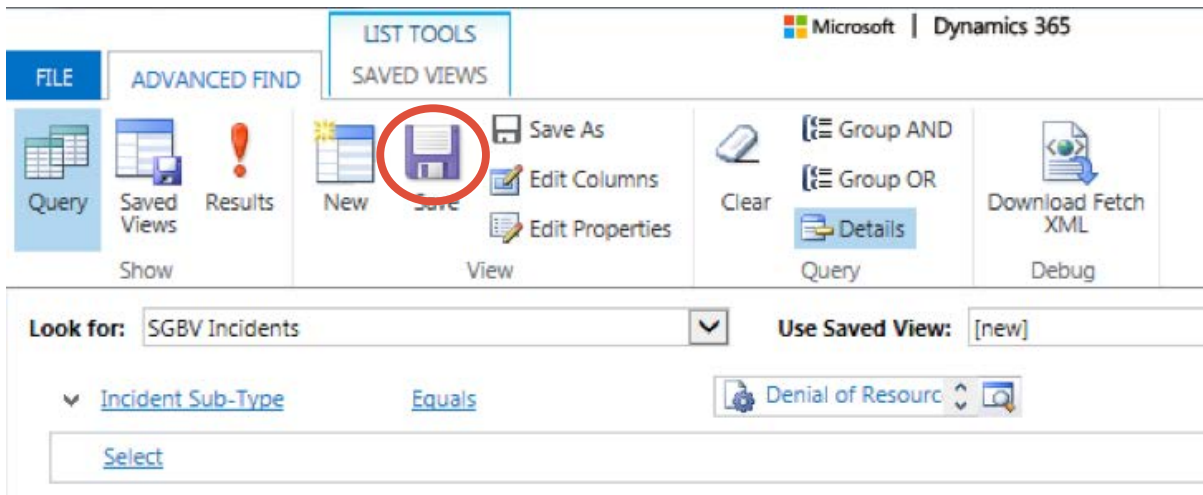 LIST TOOLS
Microsoft | Dynamics 365
FILE
ADVANCED FIND
SAVED VIEWS
Query
Saved Views
Results
New
Save
Save As
Edit Columns
Edit Properties
Clear
Group AND
Group OR
Details
Download Fetch XML
Show
View
Query
Debug
Look for: SGBV Incidents
Use Saved View: [new]
Incident Sub-Type Equals Denial of Resourc
Select